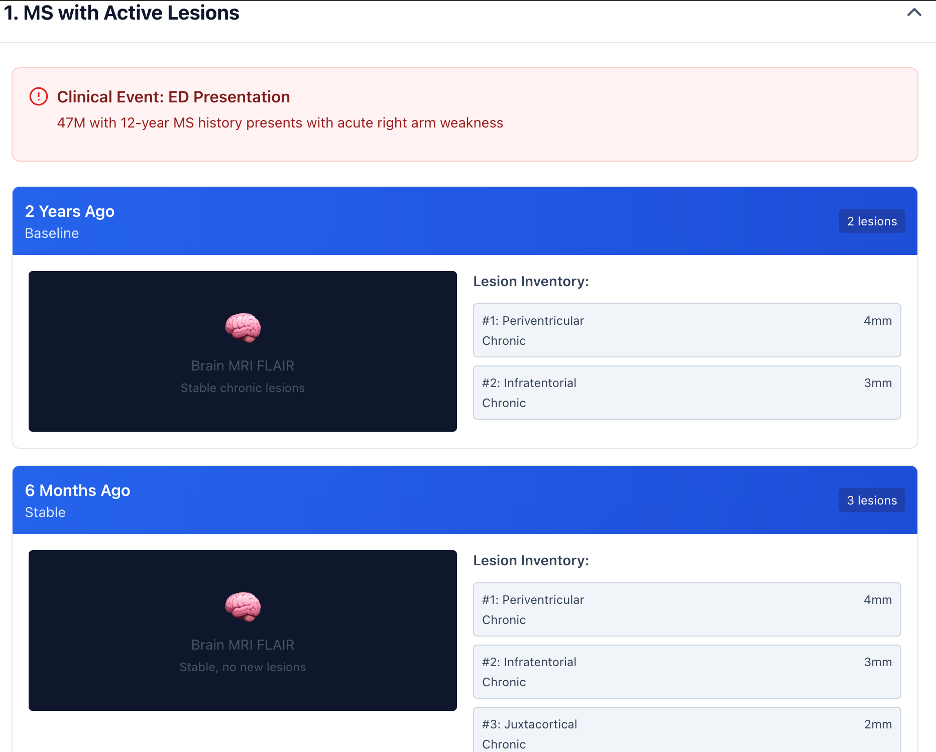 1. MS with Active Lesions
Clinical Event: ED Presentation
47M with 12-year MS history presents with acute right arm weakness
2 Years Ago
Baseline
2 lesions
Brain MRI FLAIR
Stable chronic lesions
Lesion Inventory:
#1: Periventricular 4mm
Chronic
#2: Infratentorial 3mm
Chronic
6 Months Ago
Stable
3 lesions
Brain MRI FLAIR
Stable, no new lesions
Lesion Inventory:
#1: Periventricular 4mm
Chronic
#2: Infratentorial 3mm
Chronic
#3: Juxtacortical 2mm
Chronic